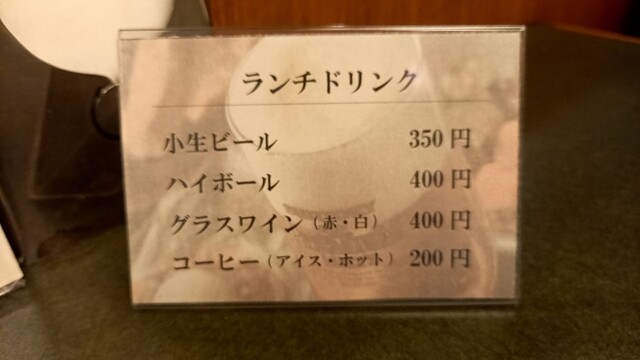 ランチドリンク
小生ビール 350円
ハイボール 400円
グラスワイン（赤・白） 400円
コーヒー（アイス・ホット） 200円